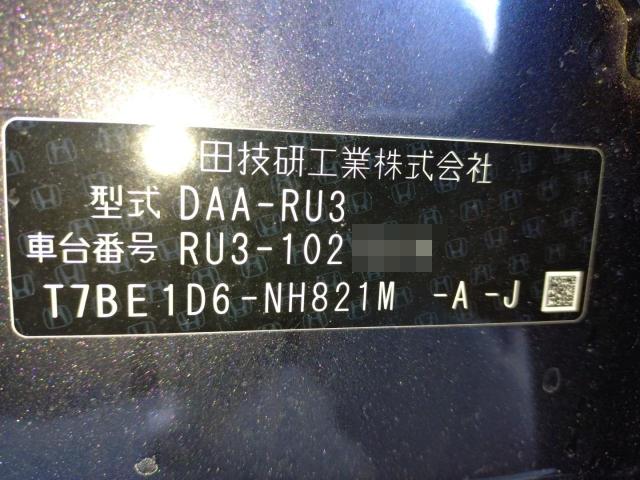 田技研工業株式会社
型式 DAA-RU3
車台番号 RU3-102
T7BE1D6-NH821M -A-J